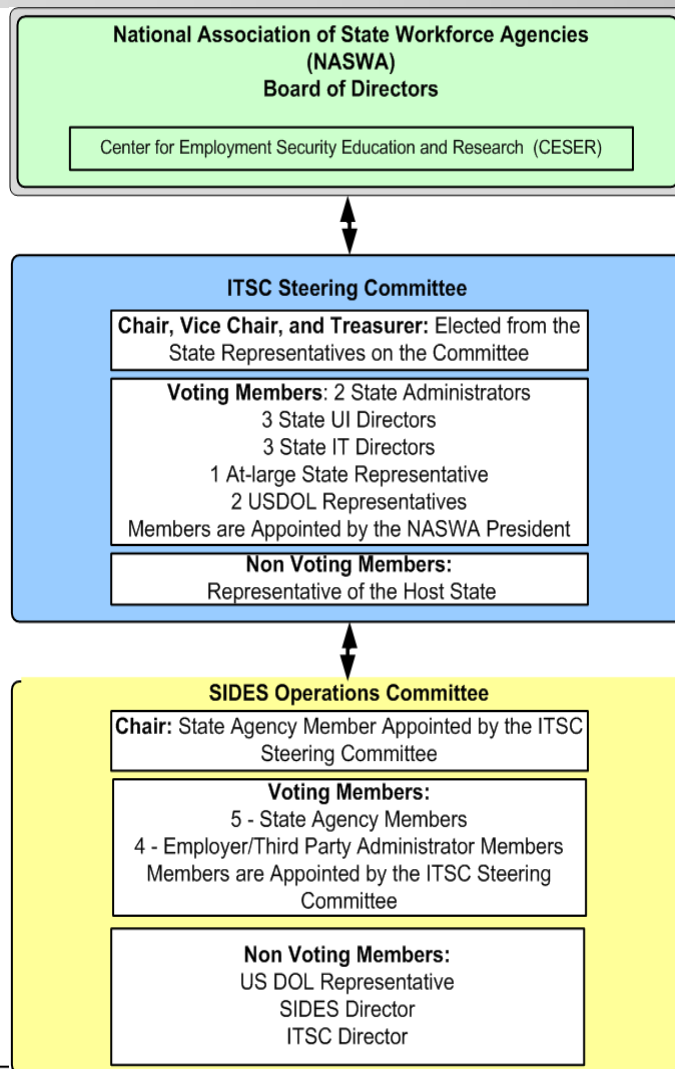 National Association of State Workforce Agencies
(NASWA)
Board of Directors
Center for Employment Security Education and Research (CESER)
ITSC Steering Committee
Chair, Vice Chair, and Treasurer: Elected from the
State Representatives on the Committee
Voting Members: 2 State Administrators
3 State UI Directors
3 State IT Directors
1 At-large State Representative
2 USDOL Representatives
Members are Appointed by the NASWA President
Non Voting Members:
Representative of the Host State
SIDES Operations Committee
Chair: State Agency Member Appointed by the ITSC
Steering Committee
Voting Members:
5 - State Agency Members
4 - Employer/Third Party Administrator Members
Members are Appointed by the ITSC Steering
Committee
Non Voting Members:
US DOL Representative
SIDES Director
ITSC Director